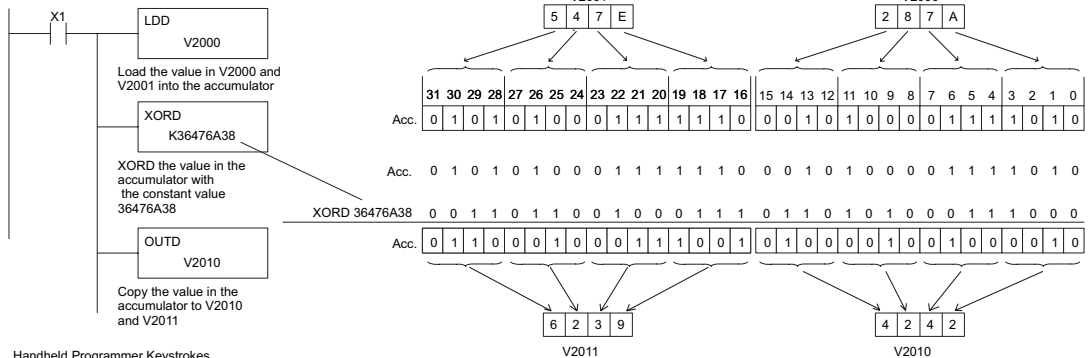 X1
LDD
V2000
Load the value in V2000 and
V2001 into the accumulator
XORD
K36476A38
XORD the value in the
accumulator with
the constant value
36476A38
OUTD
V2010
Copy the value in the
accumulator to V2010
and V2011
Handheld Programmer Keystrokes
5 4 7 E
2 8 7 A
31 30 29 28 27 26 25 24 23 22 21 20 19 18 17 16 15 14 13 12 11 10 9 8 7 6 5 4 3 2 1 0
Acc. 0 1 0 1 0 1 0 0 0 1 1 1 1 1 1 0 0 0 1 0 1 0 0 0 0 1 1 1 1 0 1 0
Acc. 0 1 0 1 0 1 0 0 0 1 1 1 1 1 1 0 0 0 1 0 1 0 0 0 0 1 1 1 1 0 1 0
XORD 36476A38 0 0 1 1 0 1 1 0 0 1 0 0 0 1 1 1 0 1 1 0 1 0 1 0 0 0 1 1 1 0 0 0
Acc. 0 1 1 0 0 0 1 0 0 0 1 1 1 0 0 1 0 1 0 0 0 0 1 0 0 1 0 0 0 0 1 0
6 2 3 9
4 2 4 2
V2011
V2010